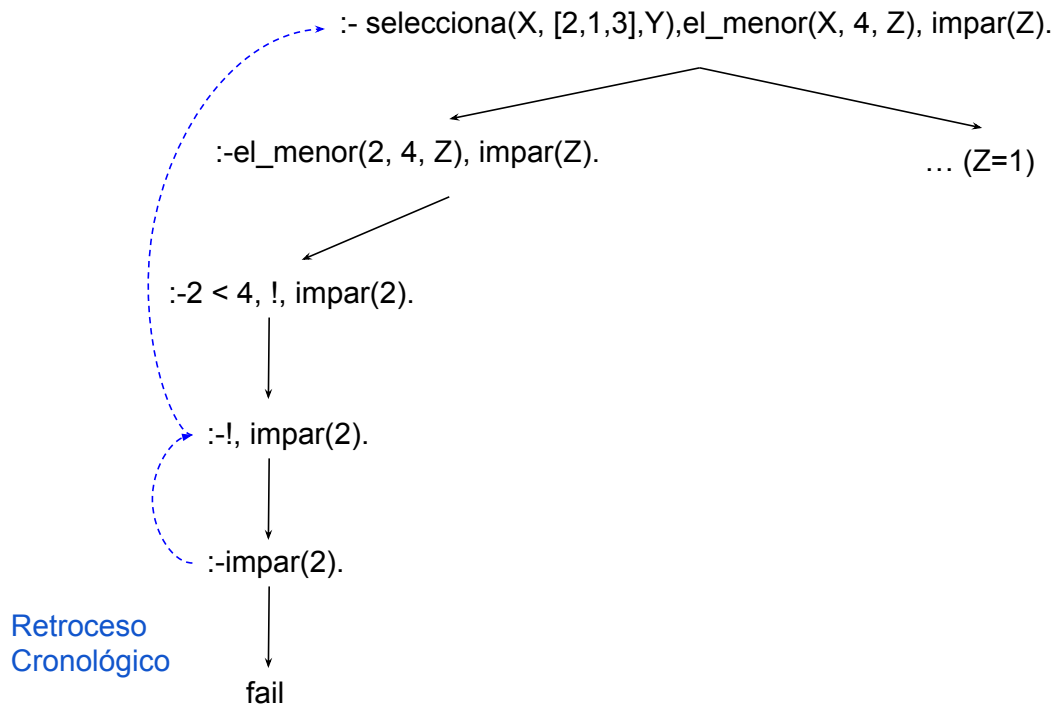 :- selecciona(X, [2,1,3],Y),el_menor(X, 4, Z), impar(Z).
:-el_menor(2, 4, Z), impar(Z).
… (Z=1)
:-2 < 4, !, impar(2).
:-!, impar(2).
:-impar(2).
Retroceso
Cronológico
fail